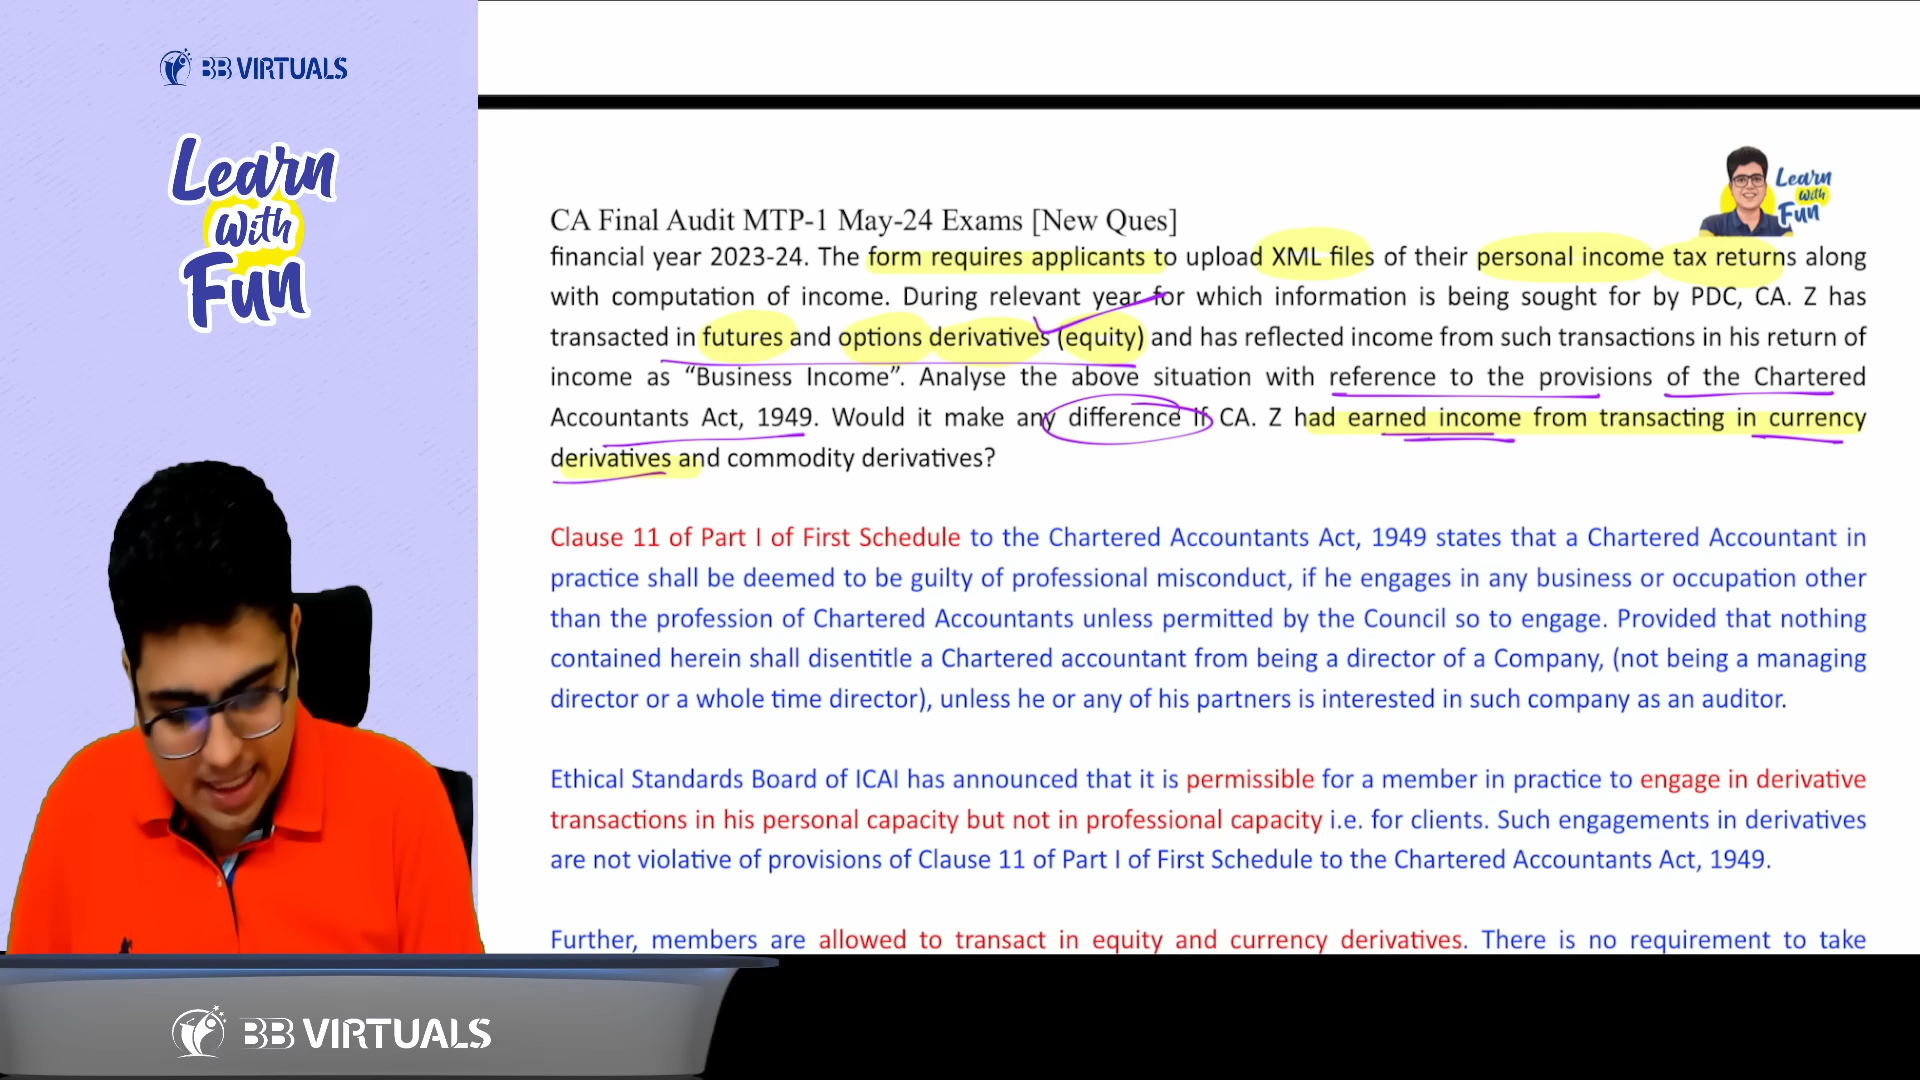 BB VIRTUALS
Learn
with
Fun
Learn
with
Fun
CA Final Audit MTP-1 May-24 Exams [New Ques]
financial year 2023-24. The form requires applicants to upload XML files of their personal income tax returns along
with computation of income. During relevant year for which information is being sought for by PDC, CA. Z has
transacted in futures and options derivatives (equity) and has reflected income from such transactions in his return of
income as “Business Income”. Analyse the above situation with reference to the provisions of the Chartered
Accountants Act, 1949. Would it make any difference if CA. Z had earned income from transacting in currency
derivatives and commodity derivatives?
Clause 11 of Part I of First Schedule to the Chartered Accountants Act, 1949 states that a Chartered Accountant in
practice shall be deemed to be guilty of professional misconduct, if he engages in any business or occupation other
than the profession of Chartered Accountants unless permitted by the Council so to engage. Provided that nothing
contained herein shall disentitle a Chartered accountant from being a director of a Company, (not being a managing
director or a whole time director), unless he or any of his partners is interested in such company as an auditor.
Ethical Standards Board of ICAI has announced that it is permissible for a member in practice to engage in derivative
transactions in his personal capacity but not in professional capacity i.e. for clients. Such engagements in derivatives
are not violative of provisions of Clause 11 of Part I of First Schedule to the Chartered Accountants Act, 1949.
Further, members are allowed to transact in equity and currency derivatives. There is no requirement to take
BB VIRTUALS